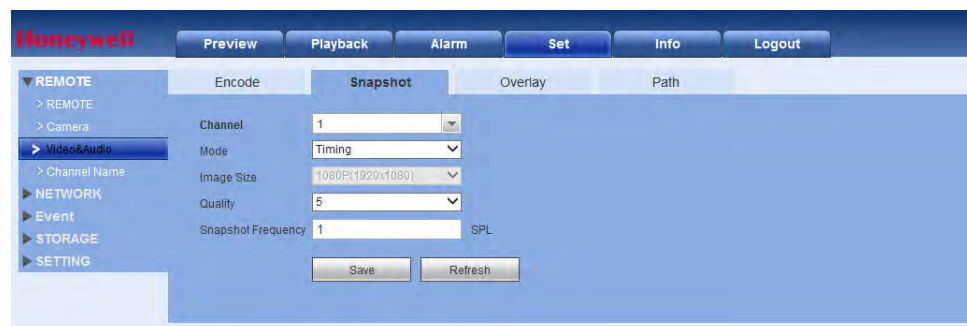 Honeywell
Preview Playback Alarm Set Info Logout
▼ REMOTE
> REMOTE
> Camera
> Video&Audio
> Channel Name
▶ NETWORK
▶ Event
▶ STORAGE
▶ SETTING
Encode Snapshot Overlay Path
Channel 1
Mode Timing
Image Size 1080P(1920x1080)
Quality 5
Snapshot Frequency 1 SPL
Save Refresh